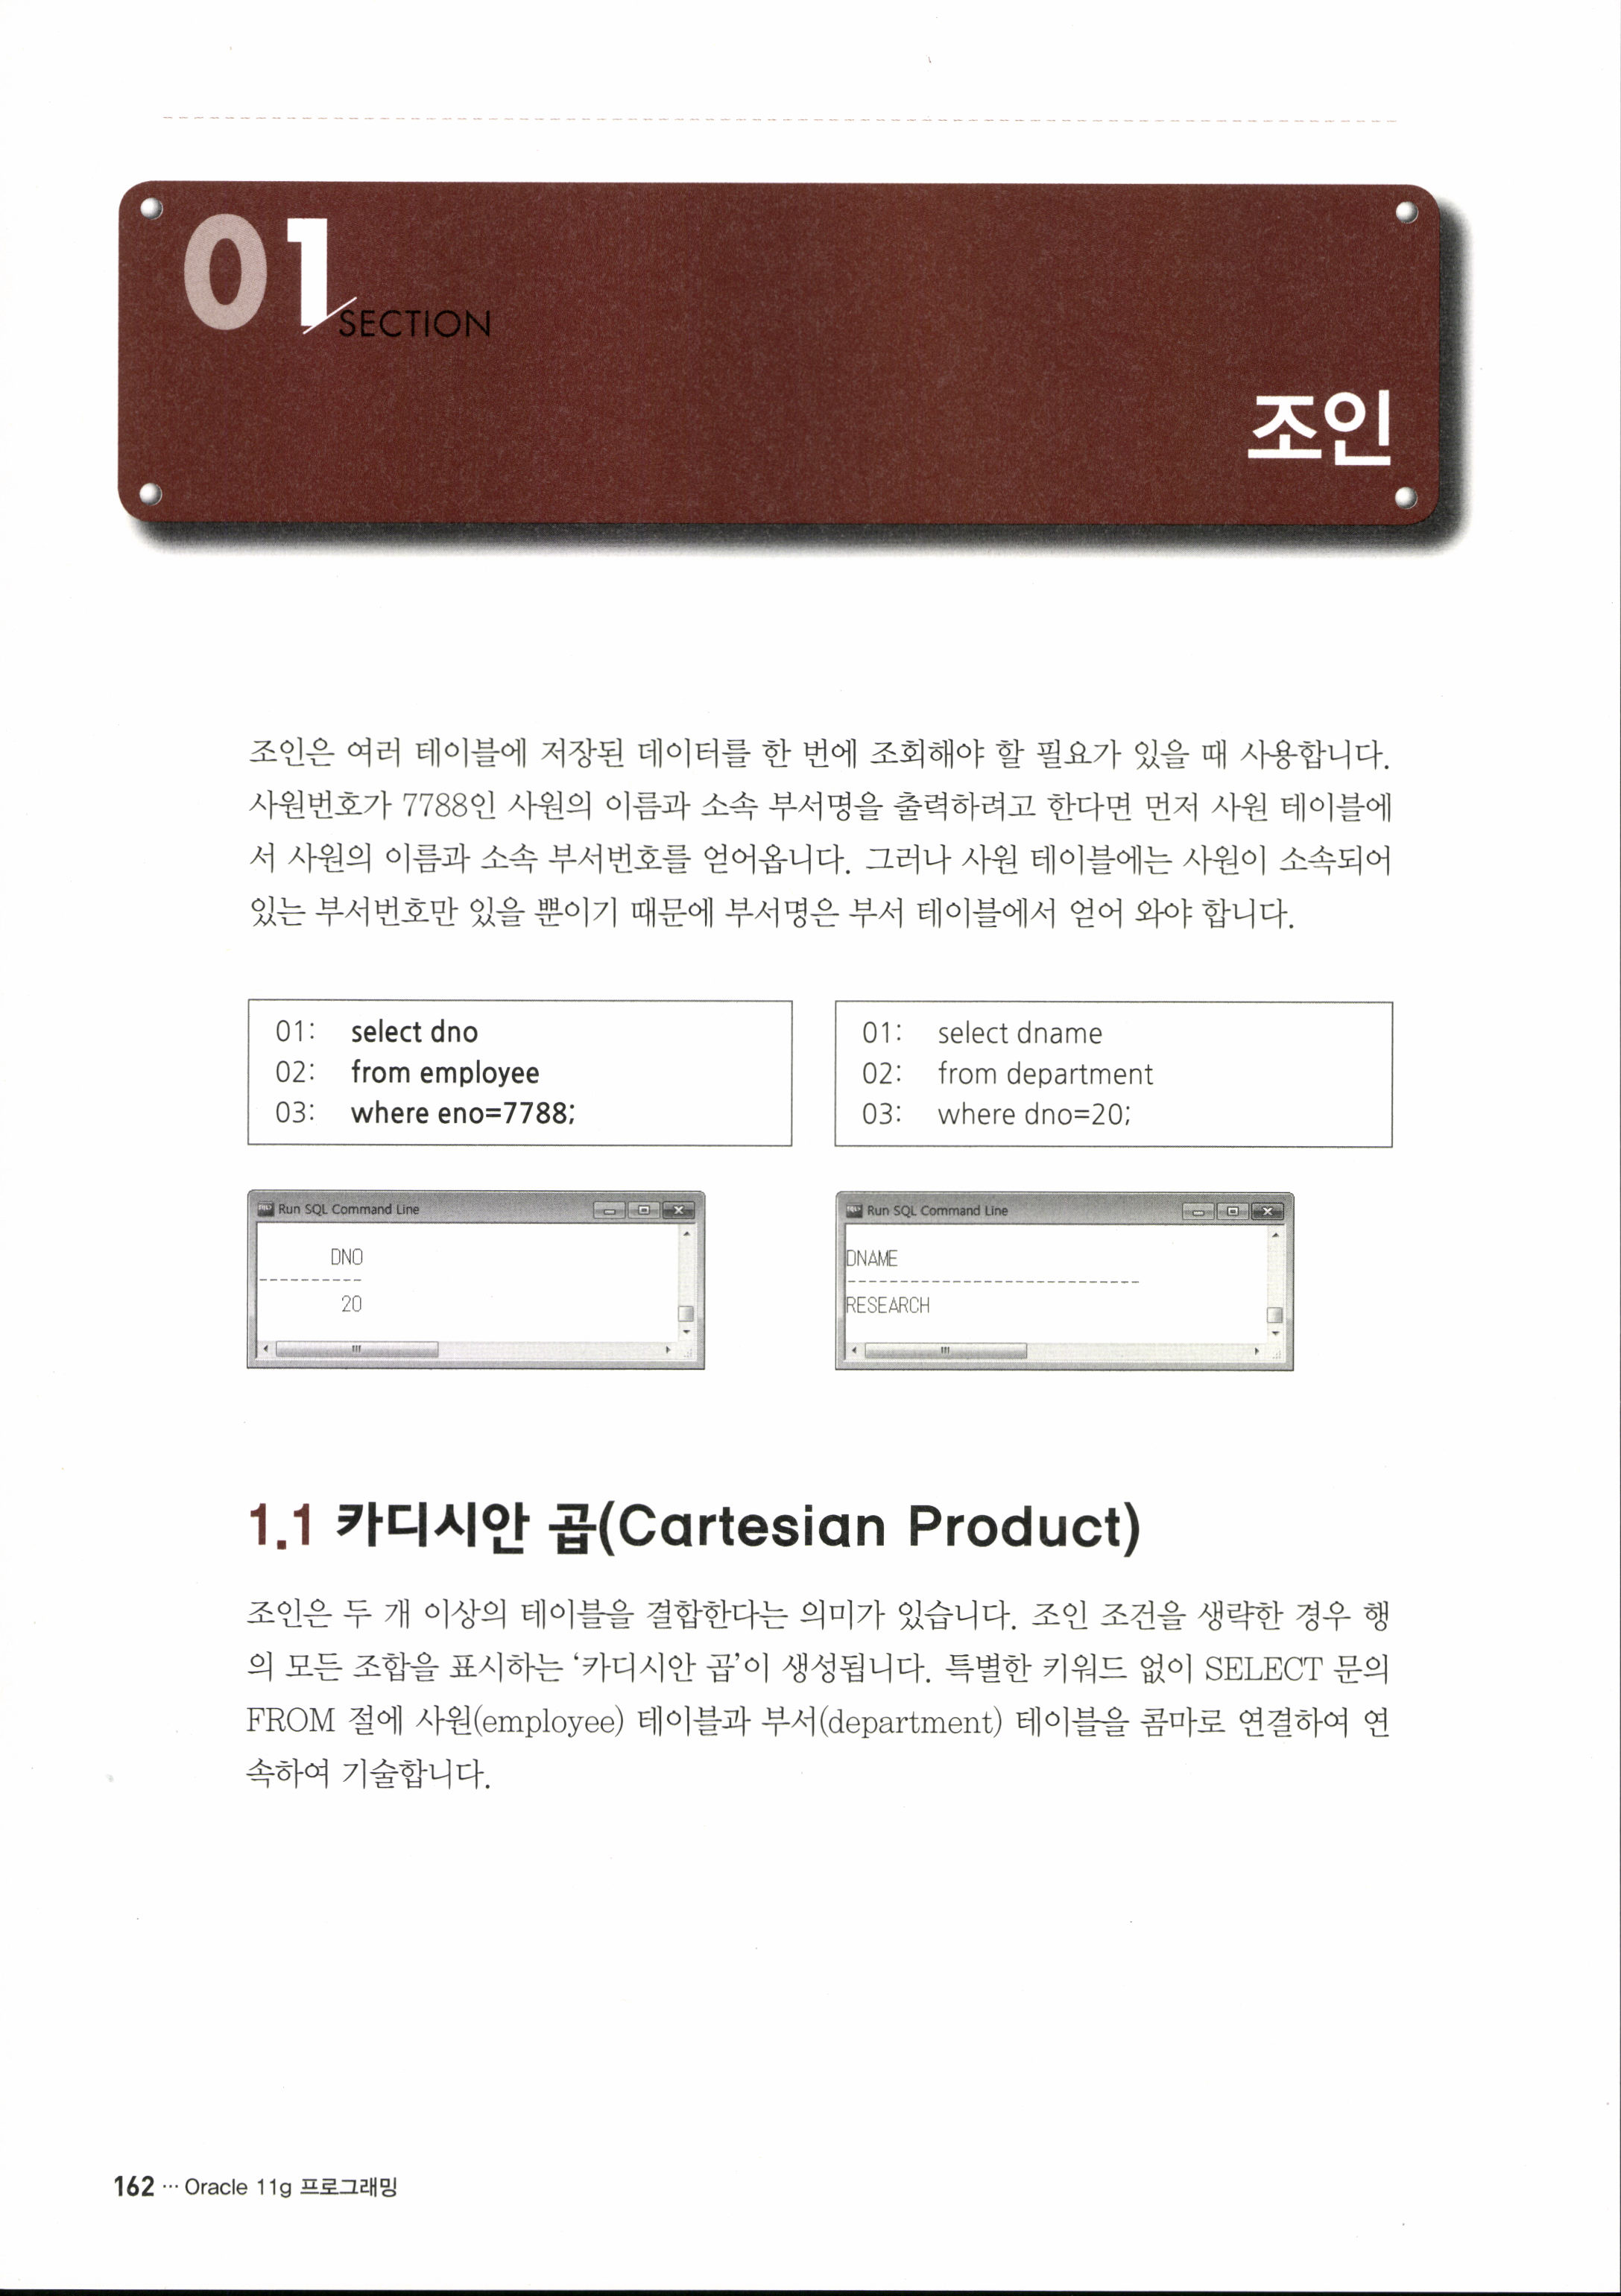 01
SECTION
조인
조인은 여러 테이블에 저장된 데이터를 한 번에 조회해야 할 필요가 있을 때 사용합니다.
사원번호가 7788인 사원의 이름과 소속 부서명을 출력하려고 한다면 먼저 사원 테이블에
서 사원의 이름과 소속 부서번호를 얻어옵니다. 그러나 사원 테이블에는 사원이 소속되어
있는 부서번호만 있을 뿐이기 때문에 부서명은 부서 테이블에서 얻어 와야 합니다.
01: select dno
02: from employee
03: where eno=7788;
01: select dname
02: from department
03: where dno=20;
Run SQL Command Line
DNO
----------
20
Run SQL Command Line
DNAME
----------------------------
RESEARCH
1.1 카디시안 곱(Cartesian Product)
조인은 두 개 이상의 테이블을 결합한다는 의미가 있습니다. 조인 조건을 생략한 경우 행
의 모든 조합을 표시하는 ‘카디시안 곱’이 생성됩니다. 특별한 키워드 없이 SELECT 문의
FROM 절에 사원(employee) 테이블과 부서(department) 테이블을 콤마로 연결하여 연
속하여 기술합니다.
162 ··· Oracle 11g 프로그래밍